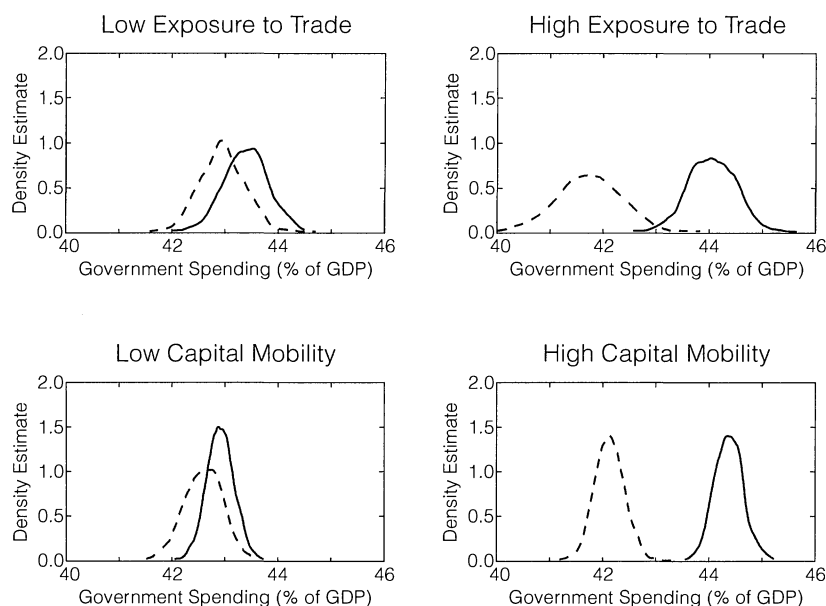 Low Exposure to Trade
Density Estimate
2.0
1.5
1.0
0.5
0.0
40 42 44 46
Government Spending (% of GDP)
High Exposure to Trade
Density Estimate
2.0
1.5
1.0
0.5
0.0
40 42 44 46
Government Spending (% of GDP)
Low Capital Mobility
Density Estimate
2.0
1.5
1.0
0.5
0.0
40 42 44 46
Government Spending (% of GDP)
High Capital Mobility
Density Estimate
2.0
1.5
1.0
0.5
0.0
40 42 44 46
Government Spending (% of GDP)